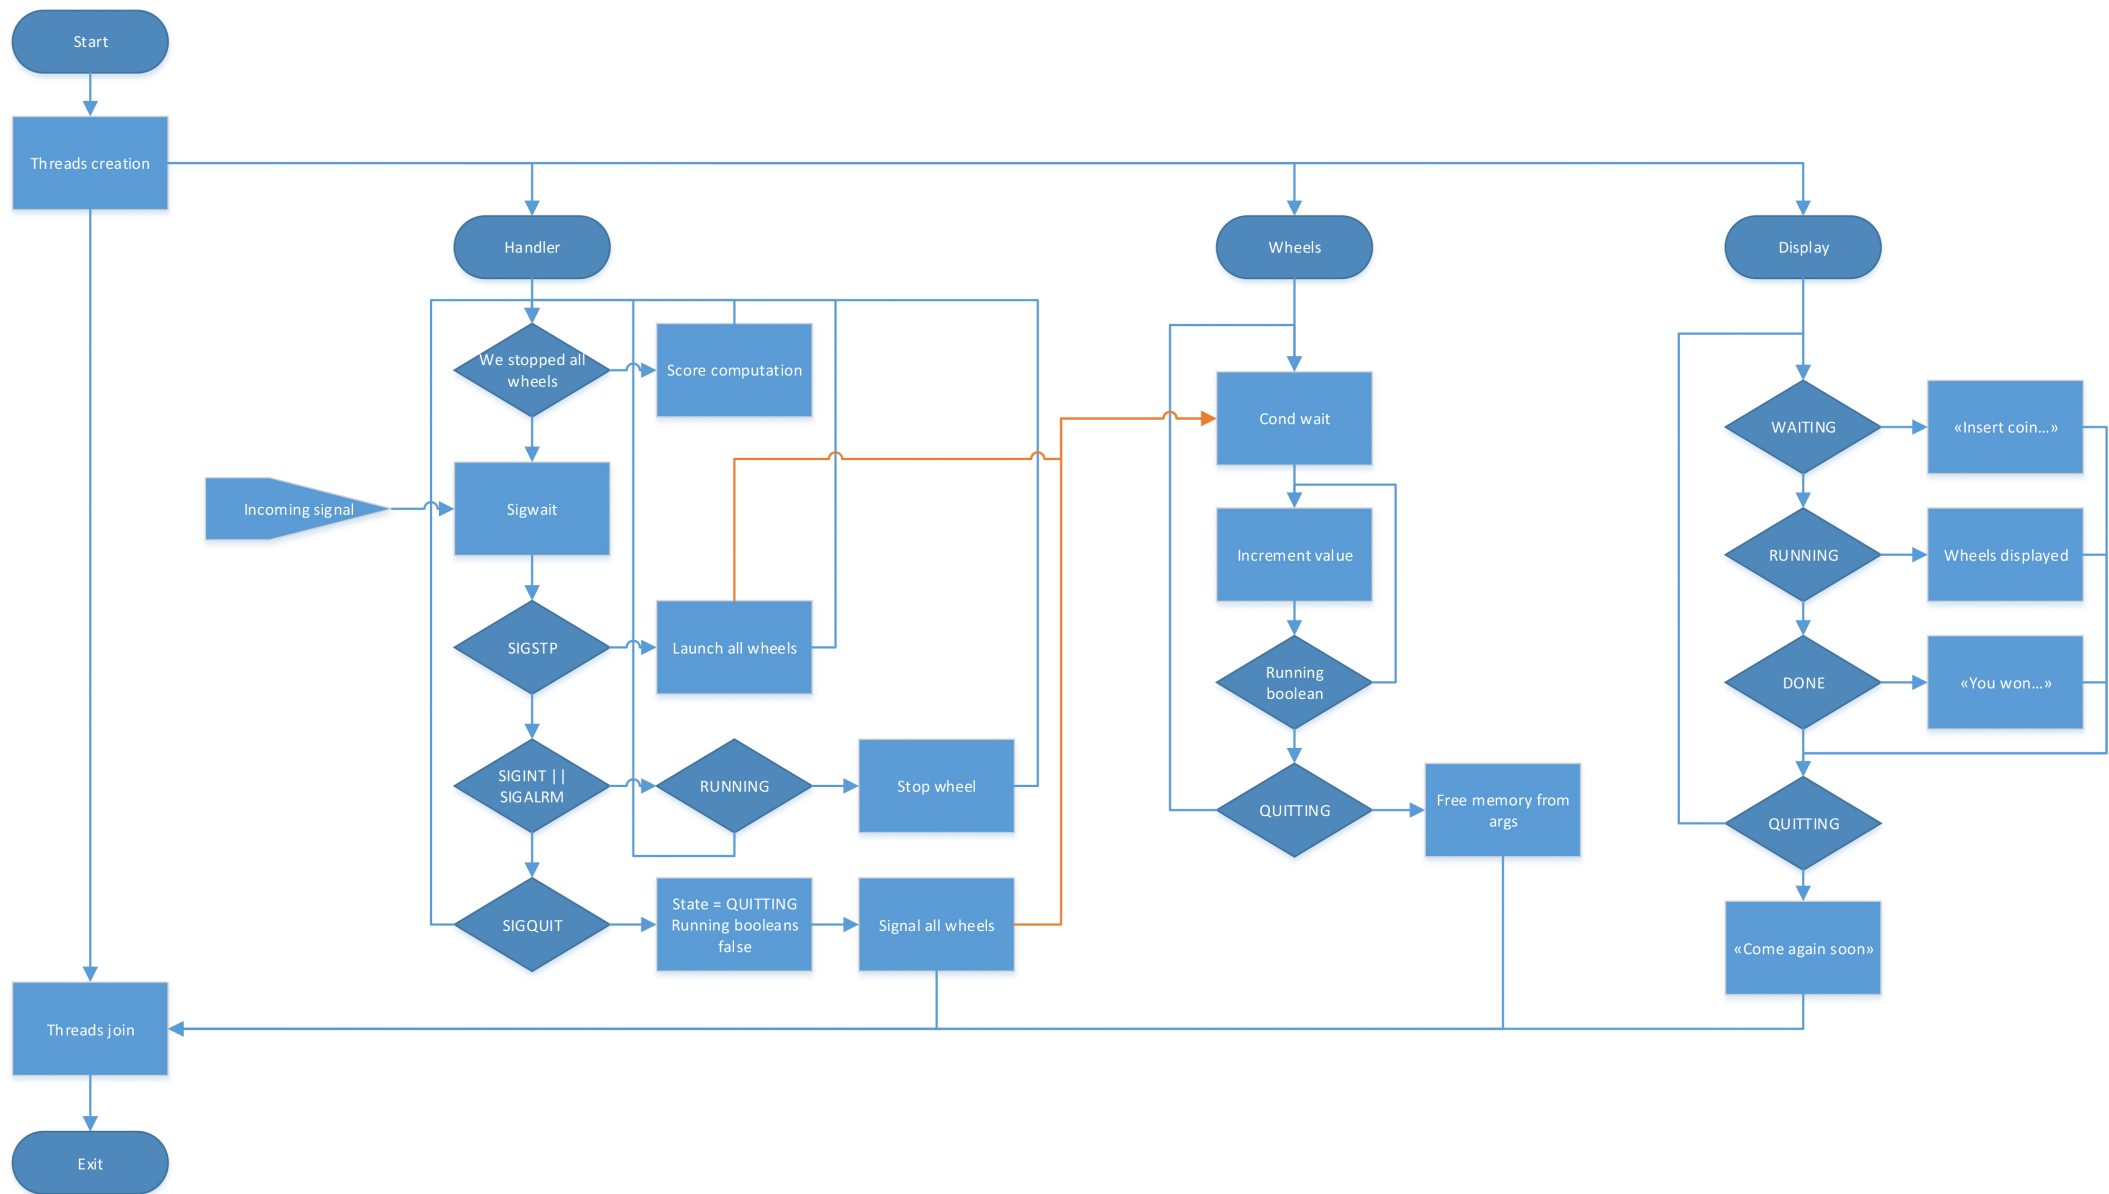 Start
Threads creation
Handler
Wheels
Display
We stopped all
wheels
Score computation
Incoming signal
Sigwait
SIGSTP
Launch all wheels
SIGINT ||
SIGALRM
RUNNING
Stop wheel
SIGQUIT
State = QUITTING
Running booleans
false
Signal all wheels
Cond wait
Increment value
Running
boolean
QUITTING
Free memory from
args
WAITING
«Insert coin...»
RUNNING
Wheels displayed
DONE
«You won...»
QUITTING
«Come again soon»
Threads join
Exit